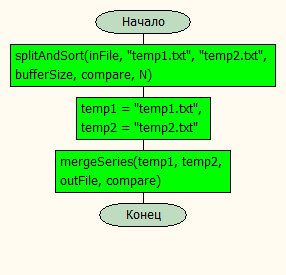 Начало
splitAndSort(inFile, "temp1.txt", "temp2.txt",
bufferSize, compare, N)
temp1 = "temp1.txt",
temp2 = "temp2.txt"
mergeSeries(temp1, temp2,
outFile, compare)
Конец